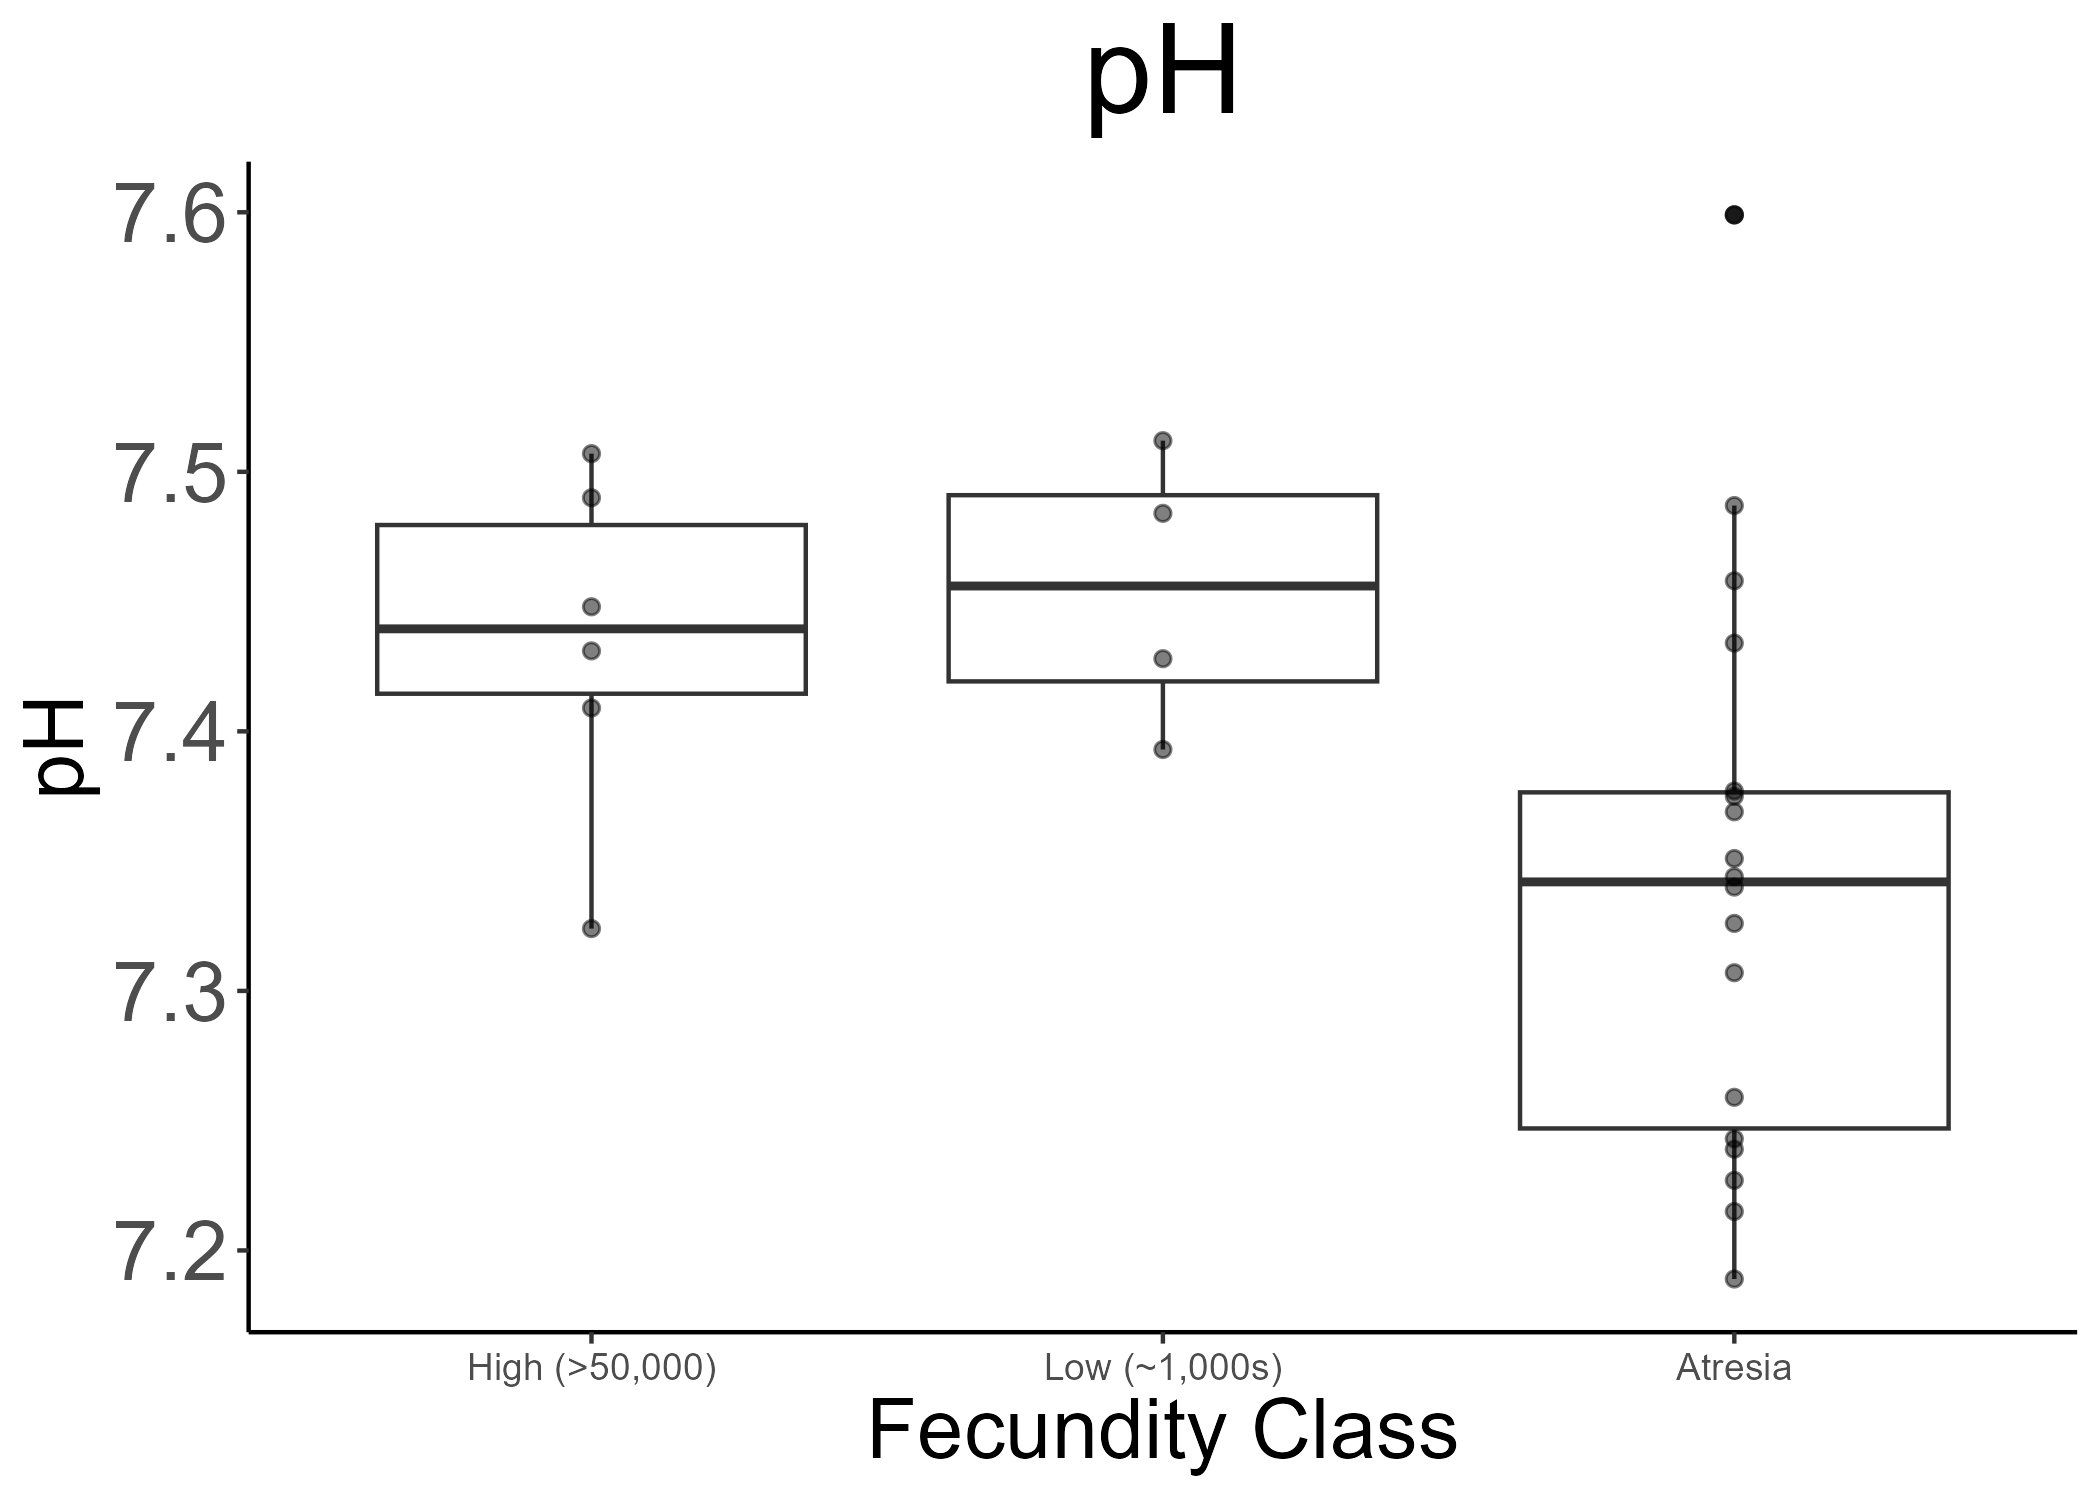 pH
7.6
7.5
7.4
7.3
7.2
pH
High (>50,000)
Low (~1,000s)
Atresia
Fecundity Class